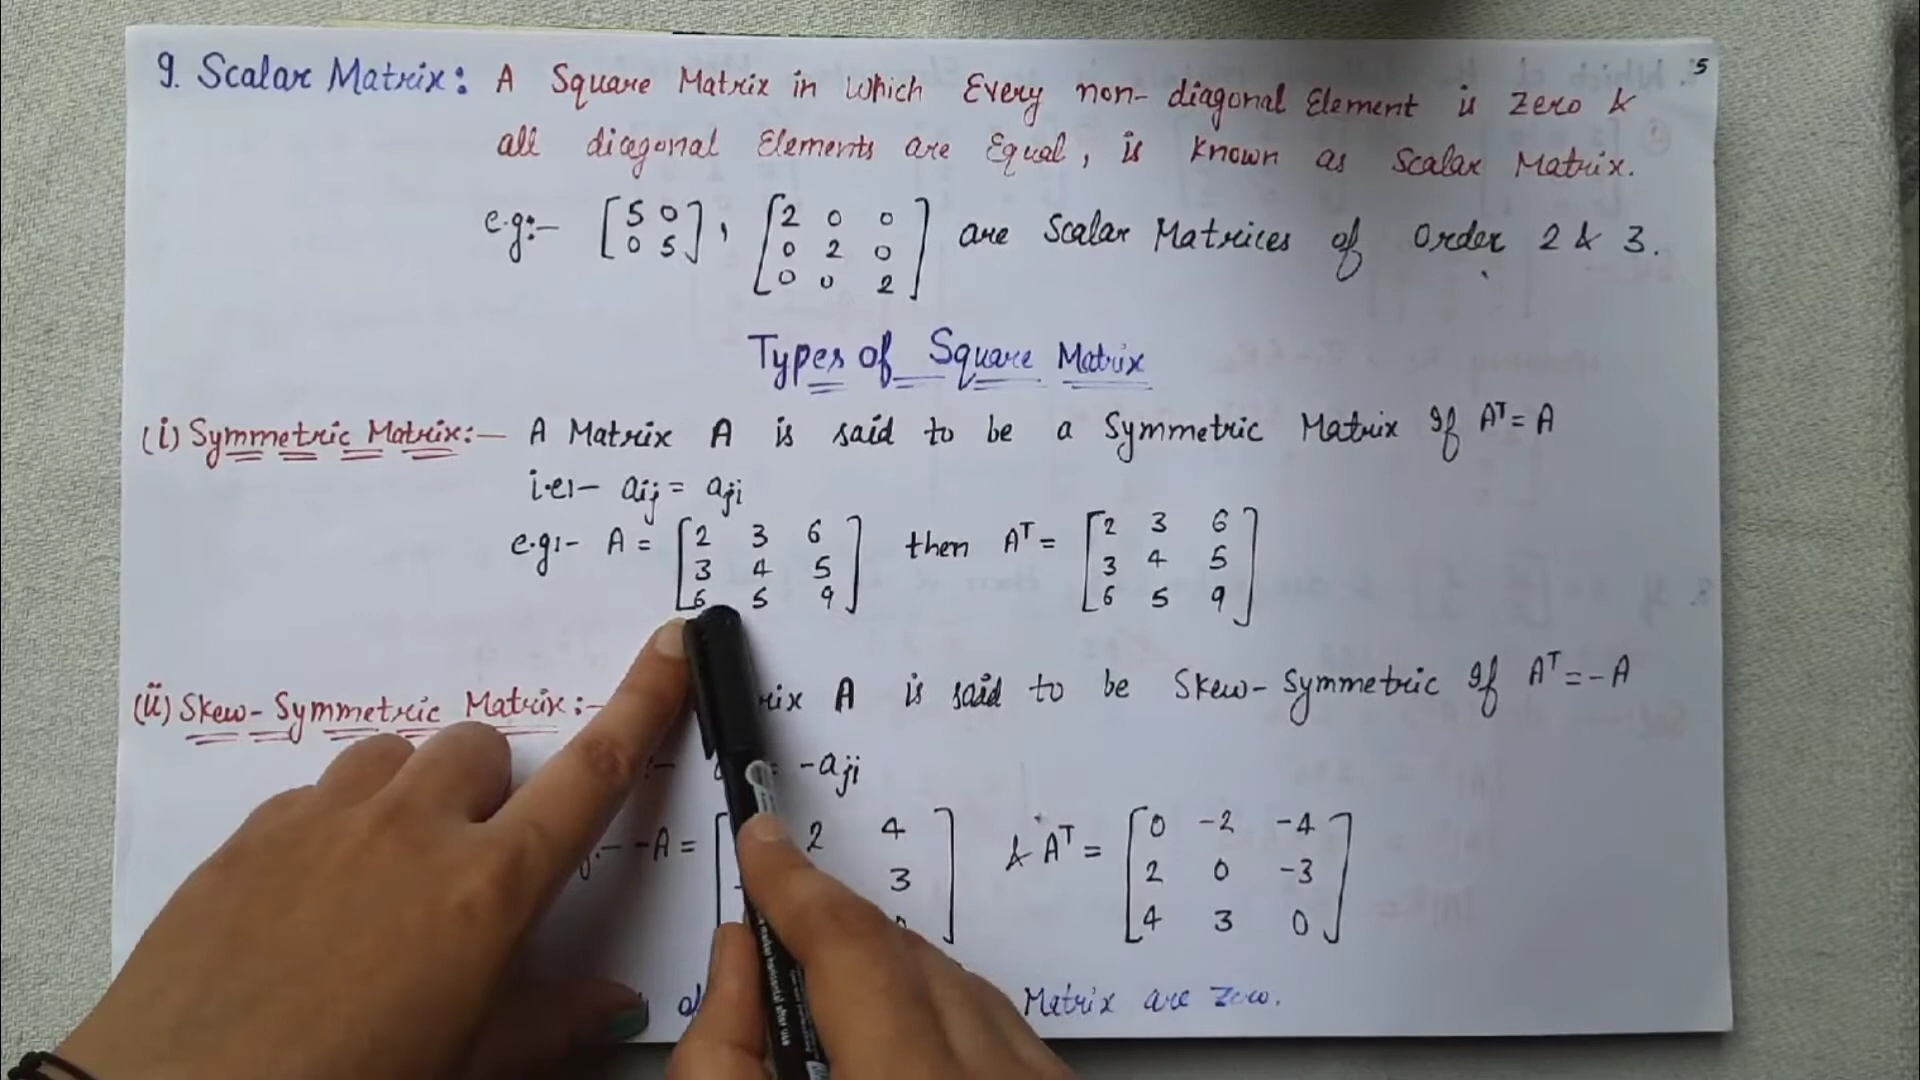 5
9. Scalar Matrix: A Square Matrix in which Every non-diagonal Element is zero &
all diagonal Elements are Equal, is known as Scalar Matrix.
e.g:- [5 0], [2 0 0] are Scalar Matrices of Order 2 & 3.
0 5 0 2 0
0 0 2
Types of Square Matrix
(i) Symmetric Matrix:- A Matrix A is said to be a Symmetric Matrix If Aᵀ = A
i.e:- aij = aji
e.g:- A = [2 3 6] then Aᵀ = [2 3 6]
3 4 5 3 4 5
6 5 9 6 5 9
(ii) Skew-Symmetric Matrix:- rix A is said to be Skew-Symmetric If Aᵀ = -A
:- = -aji
-A = [2 4] & Aᵀ = [0 -2 -4]
3 2 0 -3
4 3 0
of Matrix are Zero.